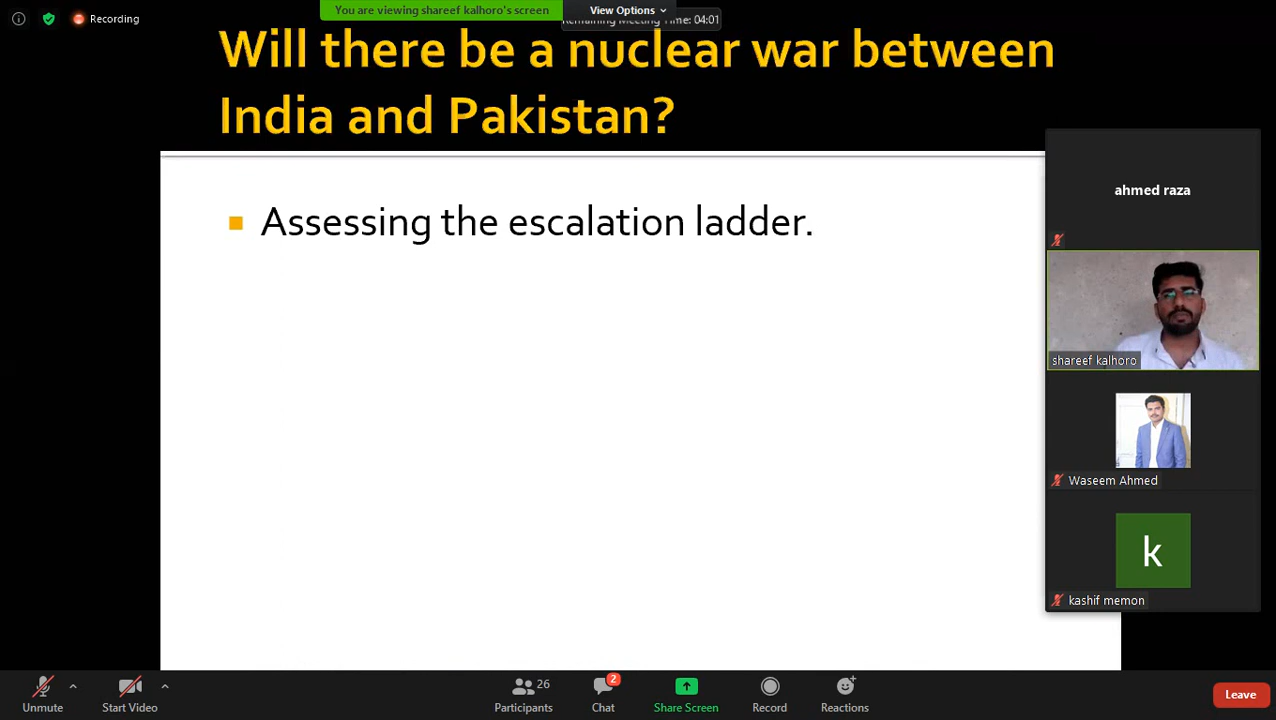 You are viewing shareef kalhoro's screen
View Options
Recording
Remaining Meeting Time: 04:01
Will there be a nuclear war between
India and Pakistan?
Assessing the escalation ladder.
ahmed raza
shareef kalhoro
Waseem Ahmed
k
kashif memon
Unmute
Start Video
26
Participants
2
Chat
Share Screen
Record
Reactions
Leave